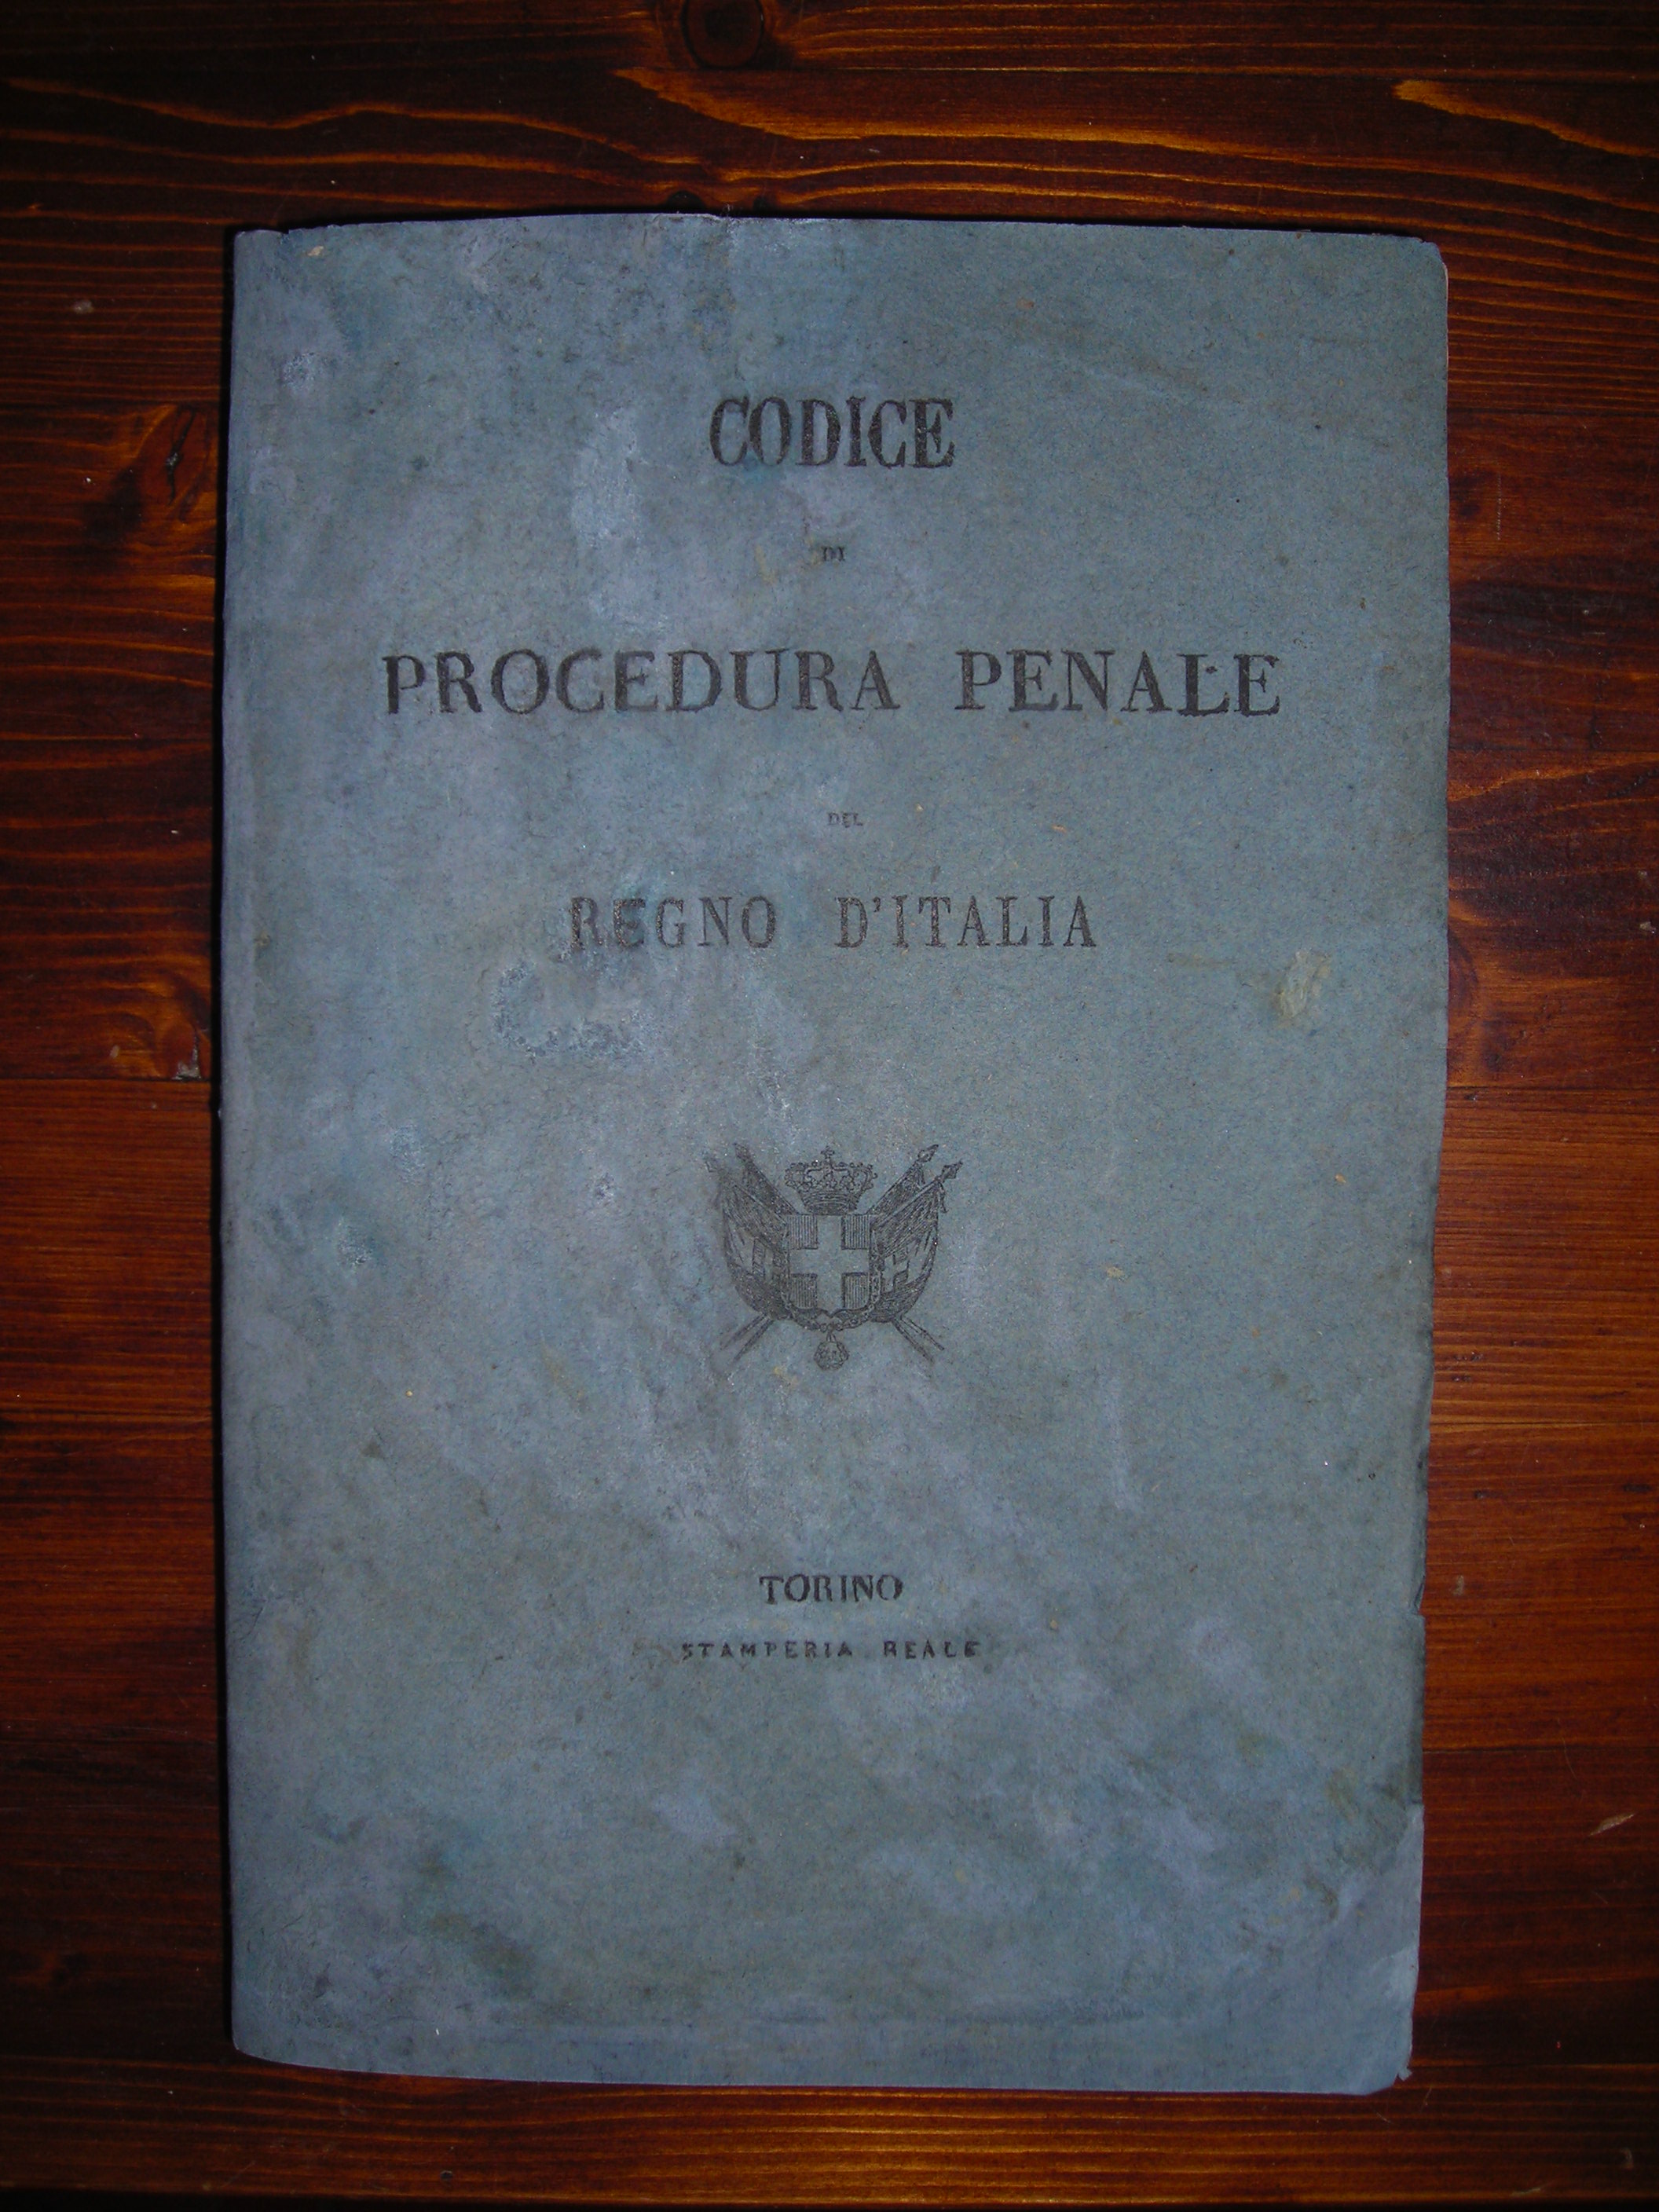 CODICE
DI
PROCEDURA PENALE
DEL
REGNO D'ITALIA
TORINO
STAMPERIA REALE